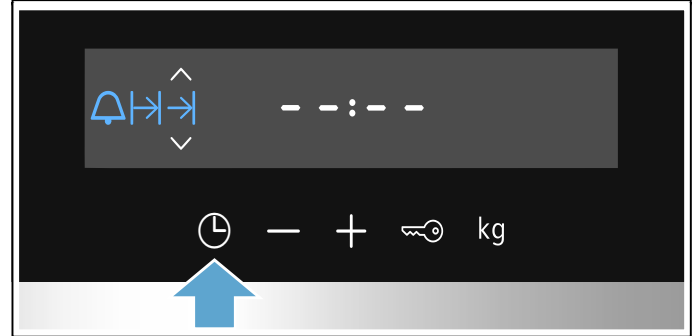 – – : – –
kg